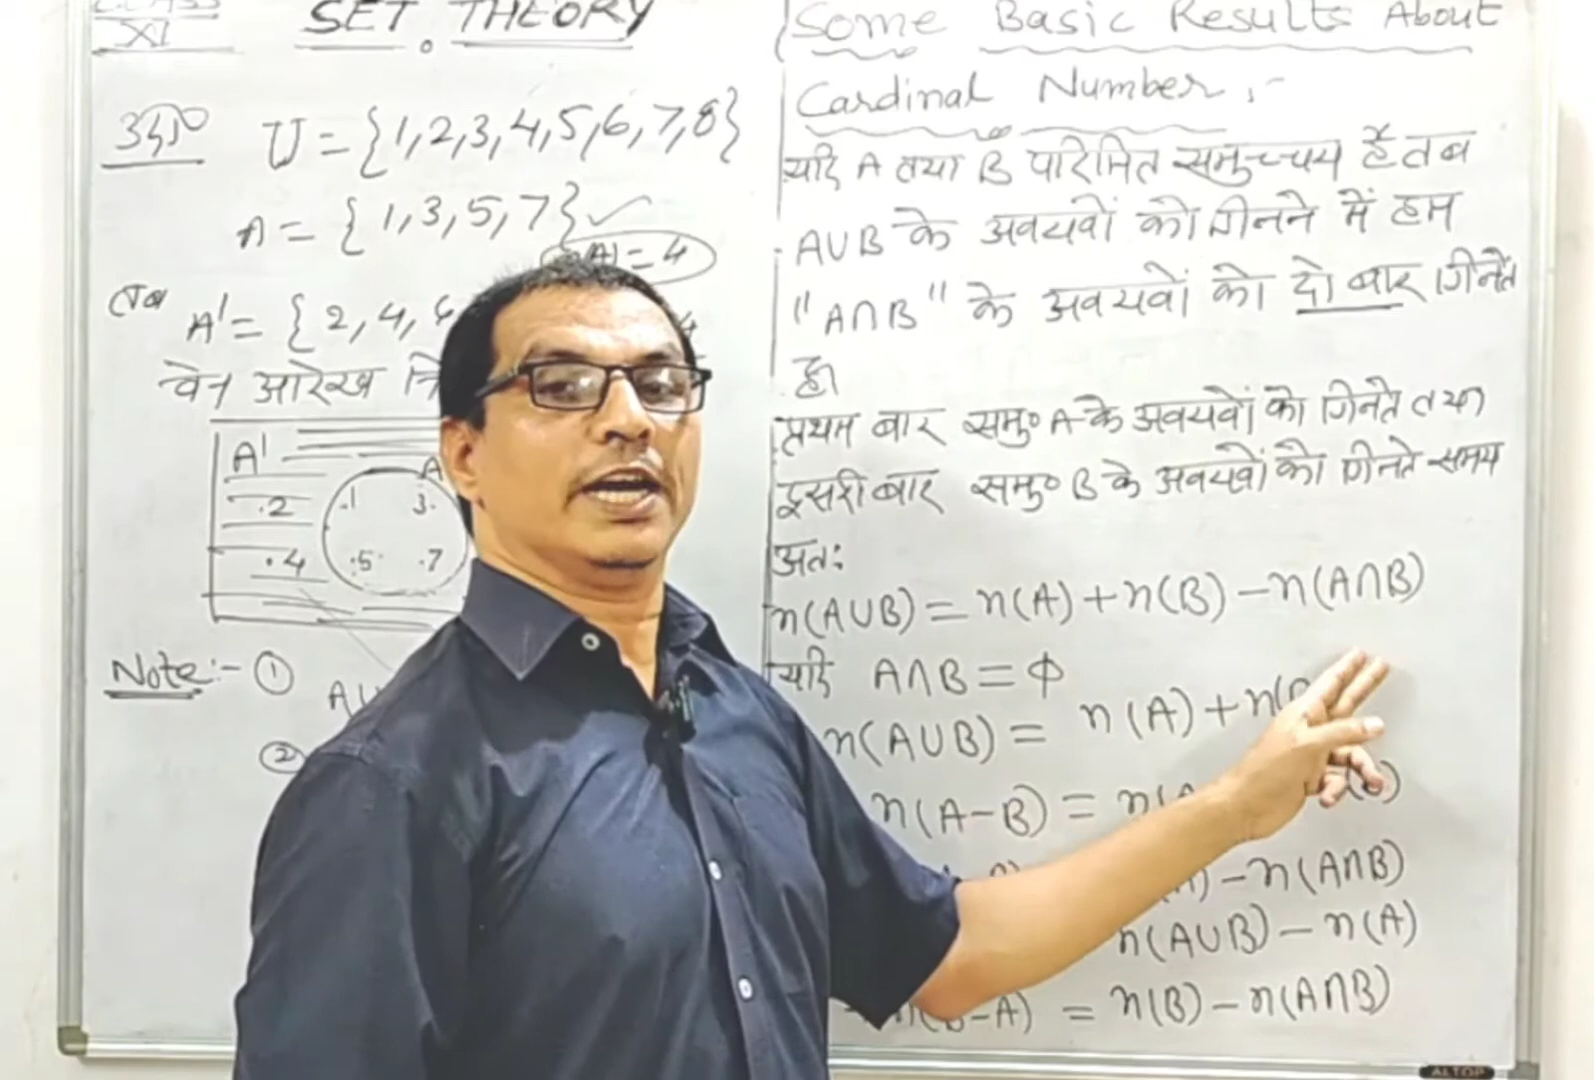 CLASS
XI
SET THEORY
उदा०
U = {1,2,3,4,5,6,7,8}
A = {1,3,5,7} ✓
= 4
तब
A' = {2, 4,
वेन आरेख
A'
A
.1 3.
.2
.5 .7
.4
Note:- ①
②
Some Basic Results About
Cardinal Number :-
यदि A तथा B परिमित समुच्चय हैं तब
A∪B के अवयवों को गीनने में हम
"A∩B" के अवयवों को दो बार गिनते
है।
प्रथम बार समु० A के अवयवों को गिनते तथा
दूसरी बार समु० B के अवयवों को गीनते समय
अतः
n(A∪B) = n(A) + n(B) - n(A∩B)
यदि A∩B = ϕ
n(A∪B) = n(A) + n(
n(A-B) =
) - n(A∩B)
n(A∪B) - n(A)
-A) = n(B) - n(A∩B)
ALTOP